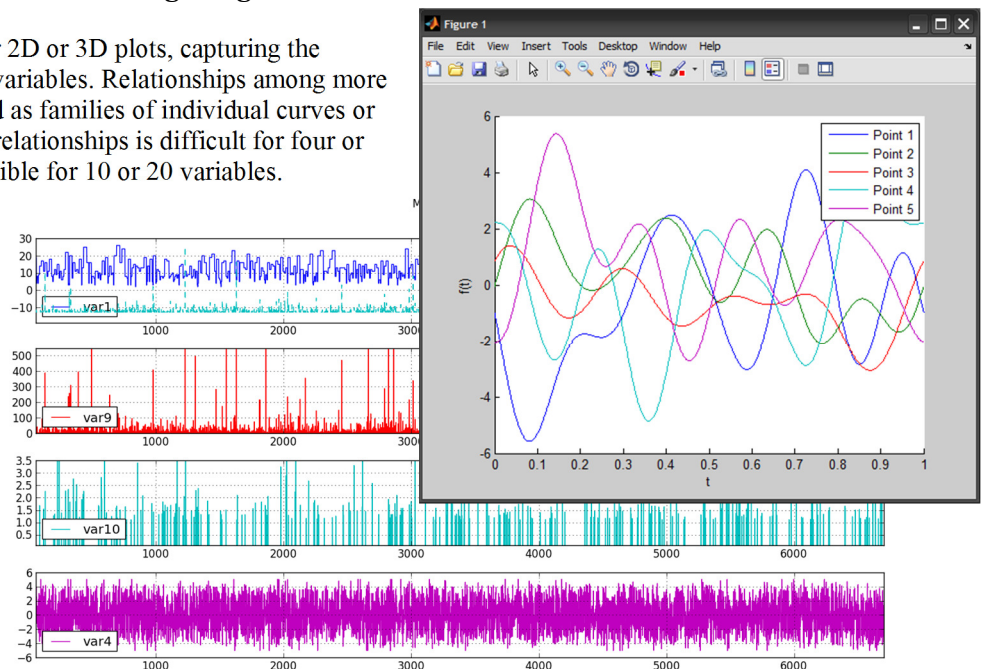 2D or 3D plots, capturing the
variables. Relationships among more
as families of individual curves or
relationships is difficult for four or
ible for 10 or 20 variables.
M
Figure 1
File Edit View Insert Tools Desktop Window Help
6
4
2
0
-2
-4
-6
f(t)
0 0.1 0.2 0.3 0.4 0.5 0.6 0.7 0.8 0.9 1
t
Point 1
Point 2
Point 3
Point 4
Point 5
30
20
10
0
−10
var1
1000 2000 3000
500
400
300
200
100
0
var9
1000 2000 3000
3.5
3.0
2.5
2.0
1.5
1.0
0.5
var10
1000 2000 3000 4000 5000 6000
6
4
2
0
−2
−4
−6
var4
1000 2000 3000 4000 5000 6000